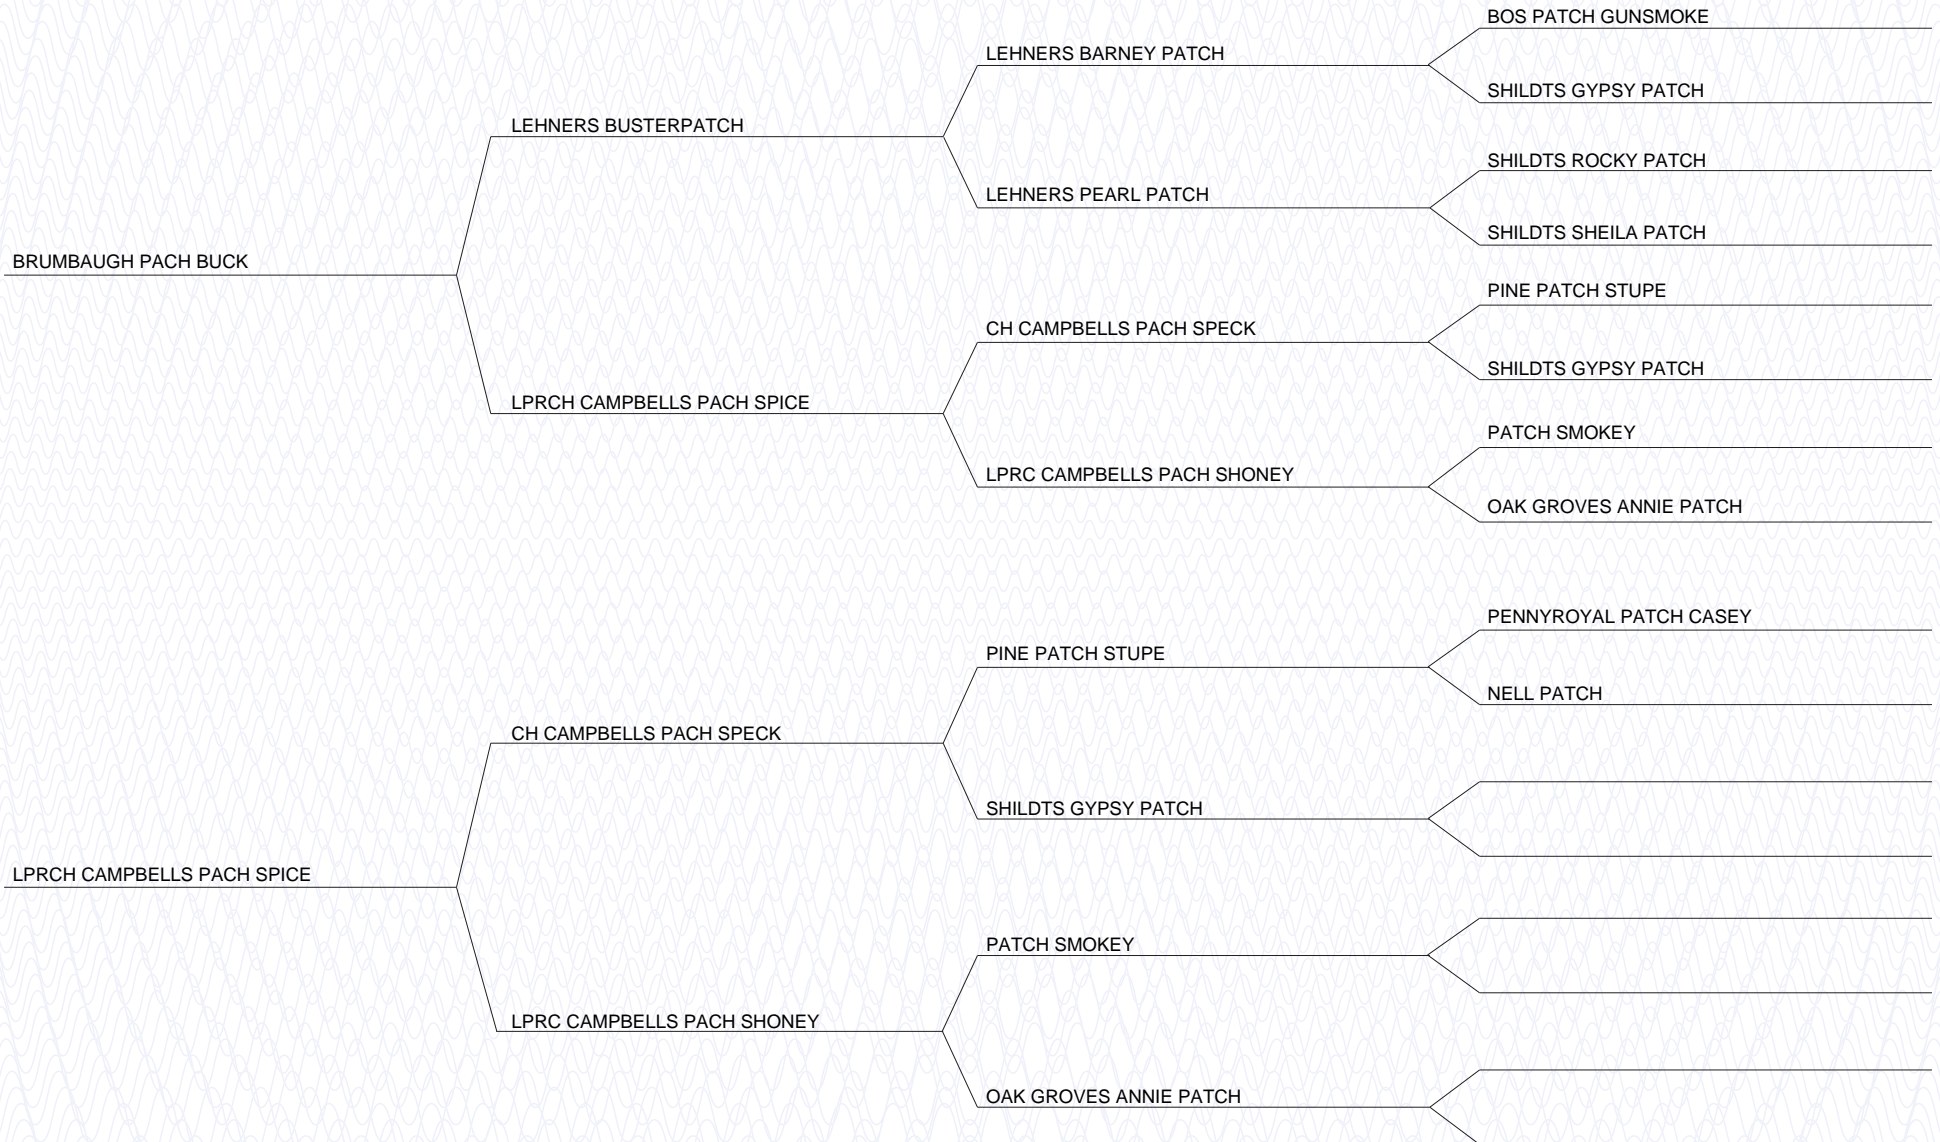 BOS PATCH GUNSMOKE
LEHNERS BARNEY PATCH
SHILDTS GYPSY PATCH
LEHNERS BUSTERPATCH
SHILDTS ROCKY PATCH
LEHNERS PEARL PATCH
SHILDTS SHEILA PATCH
BRUMBAUGH PACH BUCK
PINE PATCH STUPE
CH CAMPBELLS PACH SPECK
SHILDTS GYPSY PATCH
LPRCH CAMPBELLS PACH SPICE
PATCH SMOKEY
LPRC CAMPBELLS PACH SHONEY
OAK GROVES ANNIE PATCH
PENNYROYAL PATCH CASEY
PINE PATCH STUPE
NELL PATCH
CH CAMPBELLS PACH SPECK
SHILDTS GYPSY PATCH
LPRCH CAMPBELLS PACH SPICE
PATCH SMOKEY
LPRC CAMPBELLS PACH SHONEY
OAK GROVES ANNIE PATCH